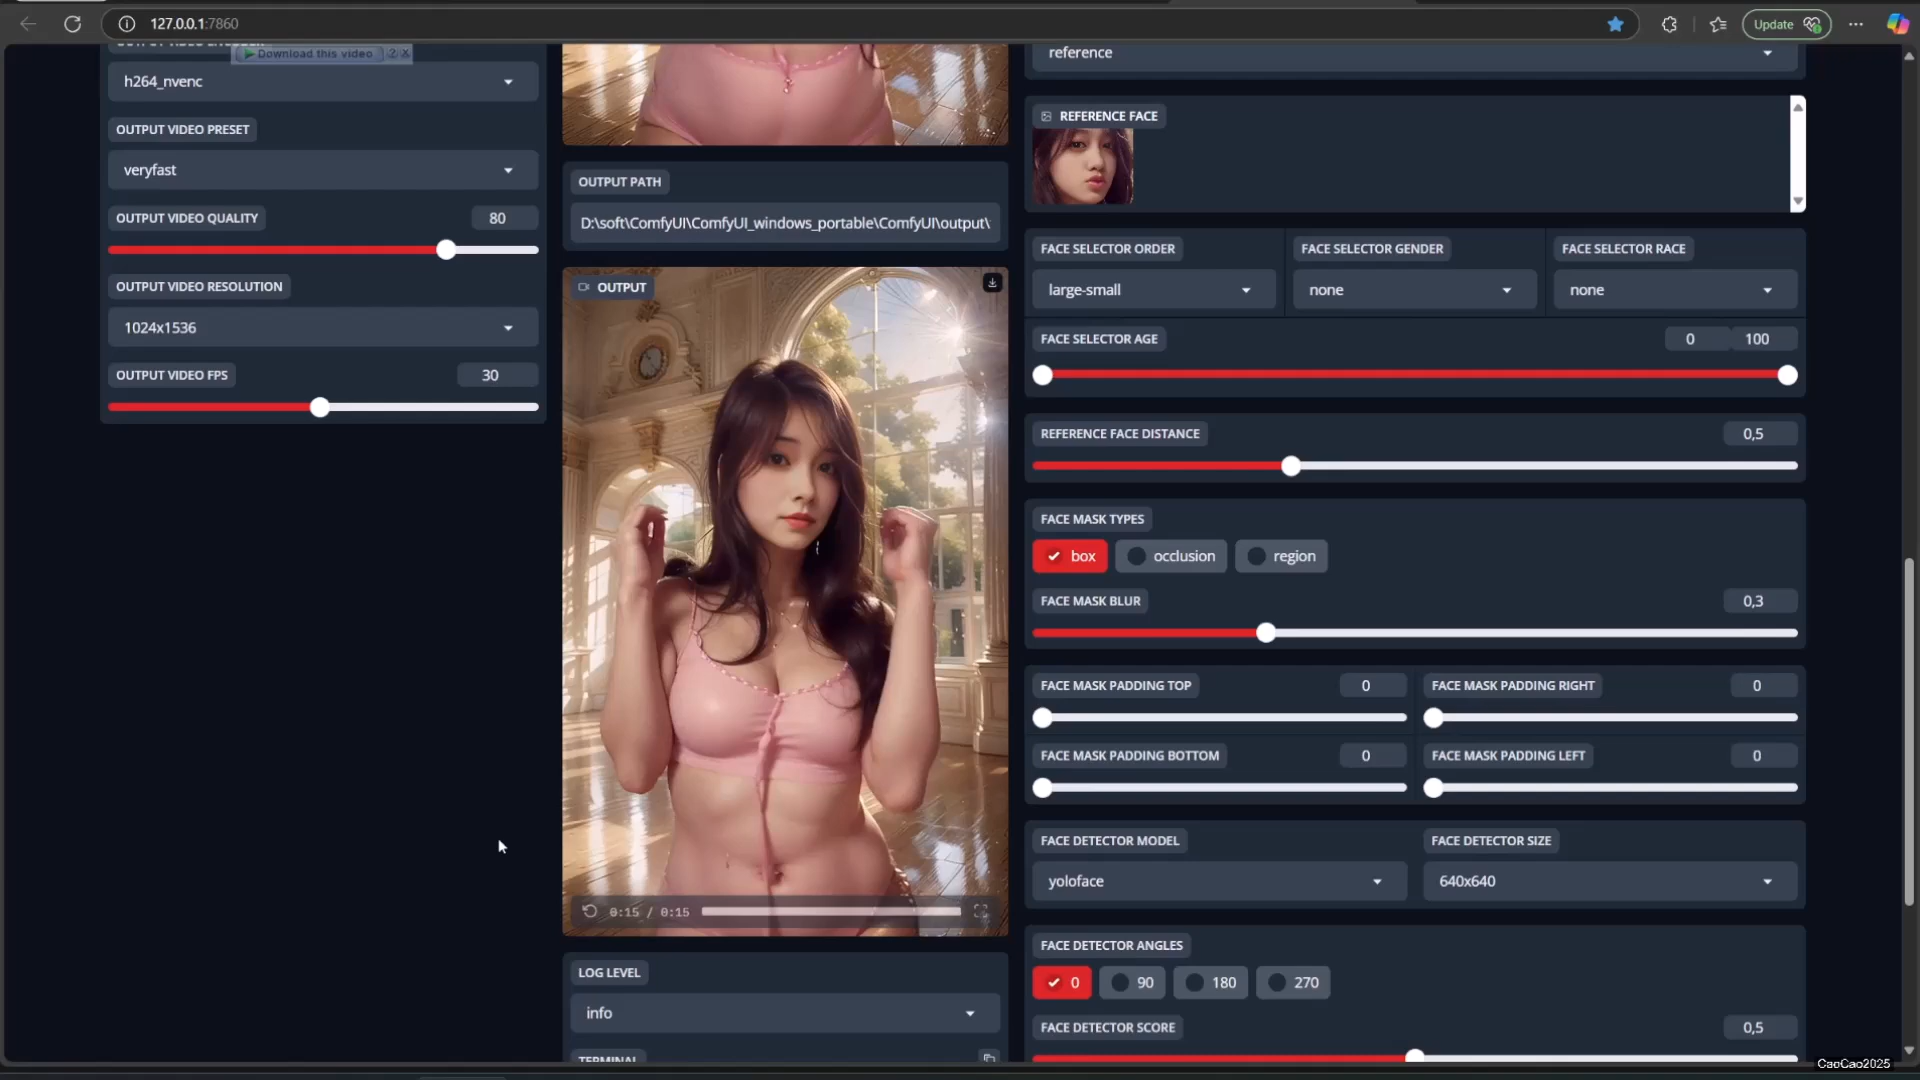 127.0.0.1:7860
Update
Download this video
h264_nvenc
OUTPUT VIDEO PRESET
veryfast
OUTPUT VIDEO QUALITY
80
OUTPUT VIDEO RESOLUTION
1024x1536
OUTPUT VIDEO FPS
30
OUTPUT PATH
D:\soft\ComfyUI\ComfyUI_windows_portable\ComfyUI\output\
OUTPUT
0:15 / 0:15
LOG LEVEL
info
TERMINAL
reference
REFERENCE FACE
FACE SELECTOR ORDER
large-small
FACE SELECTOR GENDER
none
FACE SELECTOR RACE
none
FACE SELECTOR AGE
0
100
REFERENCE FACE DISTANCE
0,5
FACE MASK TYPES
box
occlusion
region
FACE MASK BLUR
0,3
FACE MASK PADDING TOP
0
FACE MASK PADDING RIGHT
0
FACE MASK PADDING BOTTOM
0
FACE MASK PADDING LEFT
0
FACE DETECTOR MODEL
yoloface
FACE DETECTOR SIZE
640x640
FACE DETECTOR ANGLES
0
90
180
270
FACE DETECTOR SCORE
0,5
CaoCao2025